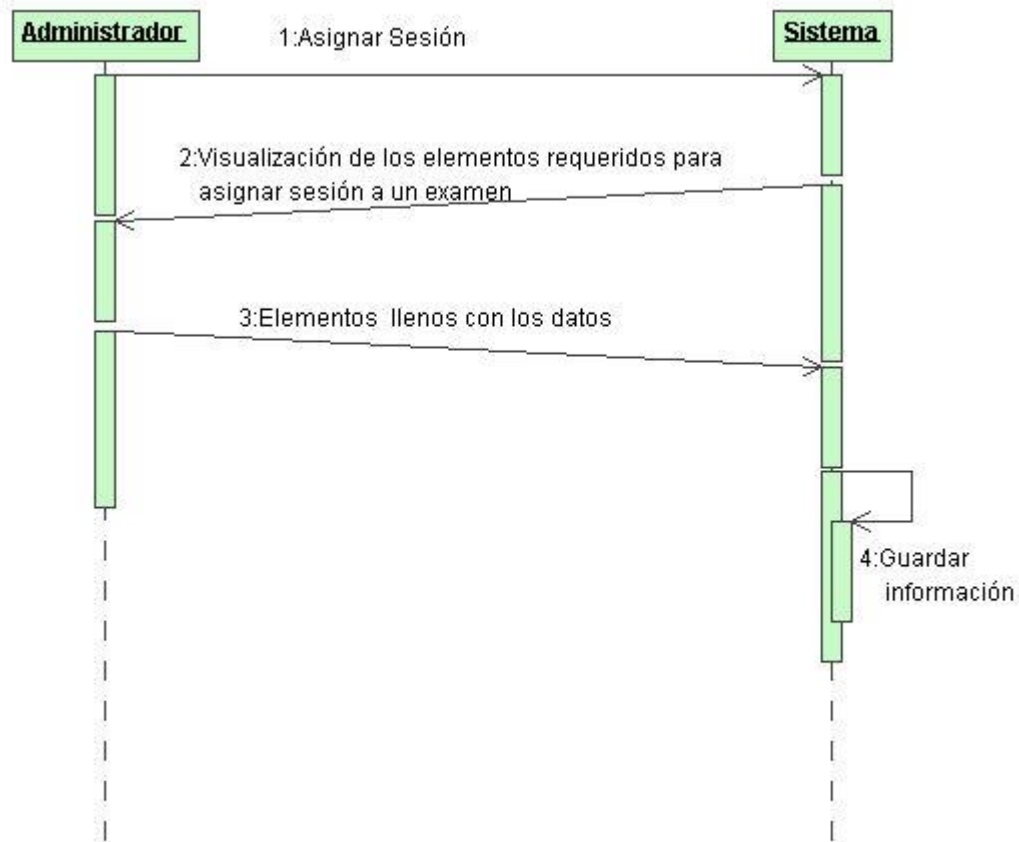 Administrador
Sistema
1:Asignar Sesión
2:Visualización de los elementos requeridos para
asignar sesión a un examen
3:Elementos llenos con los datos
4:Guardar
información